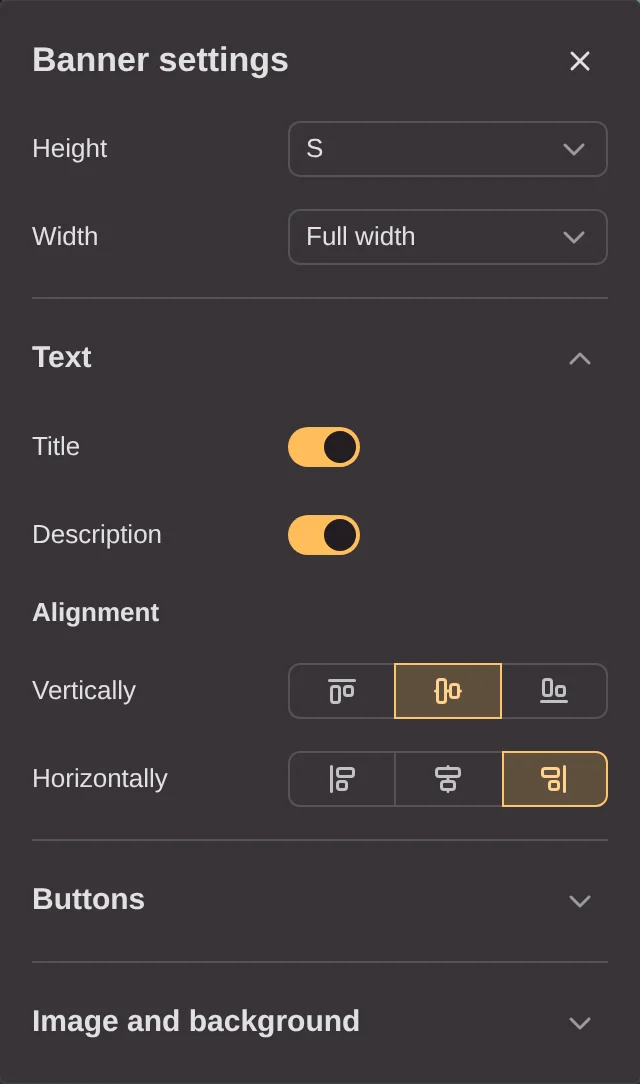 Banner settings
Height
S
Width
Full width
Text
Title
Description
Alignment
Vertically
Horizontally
Buttons
Image and background